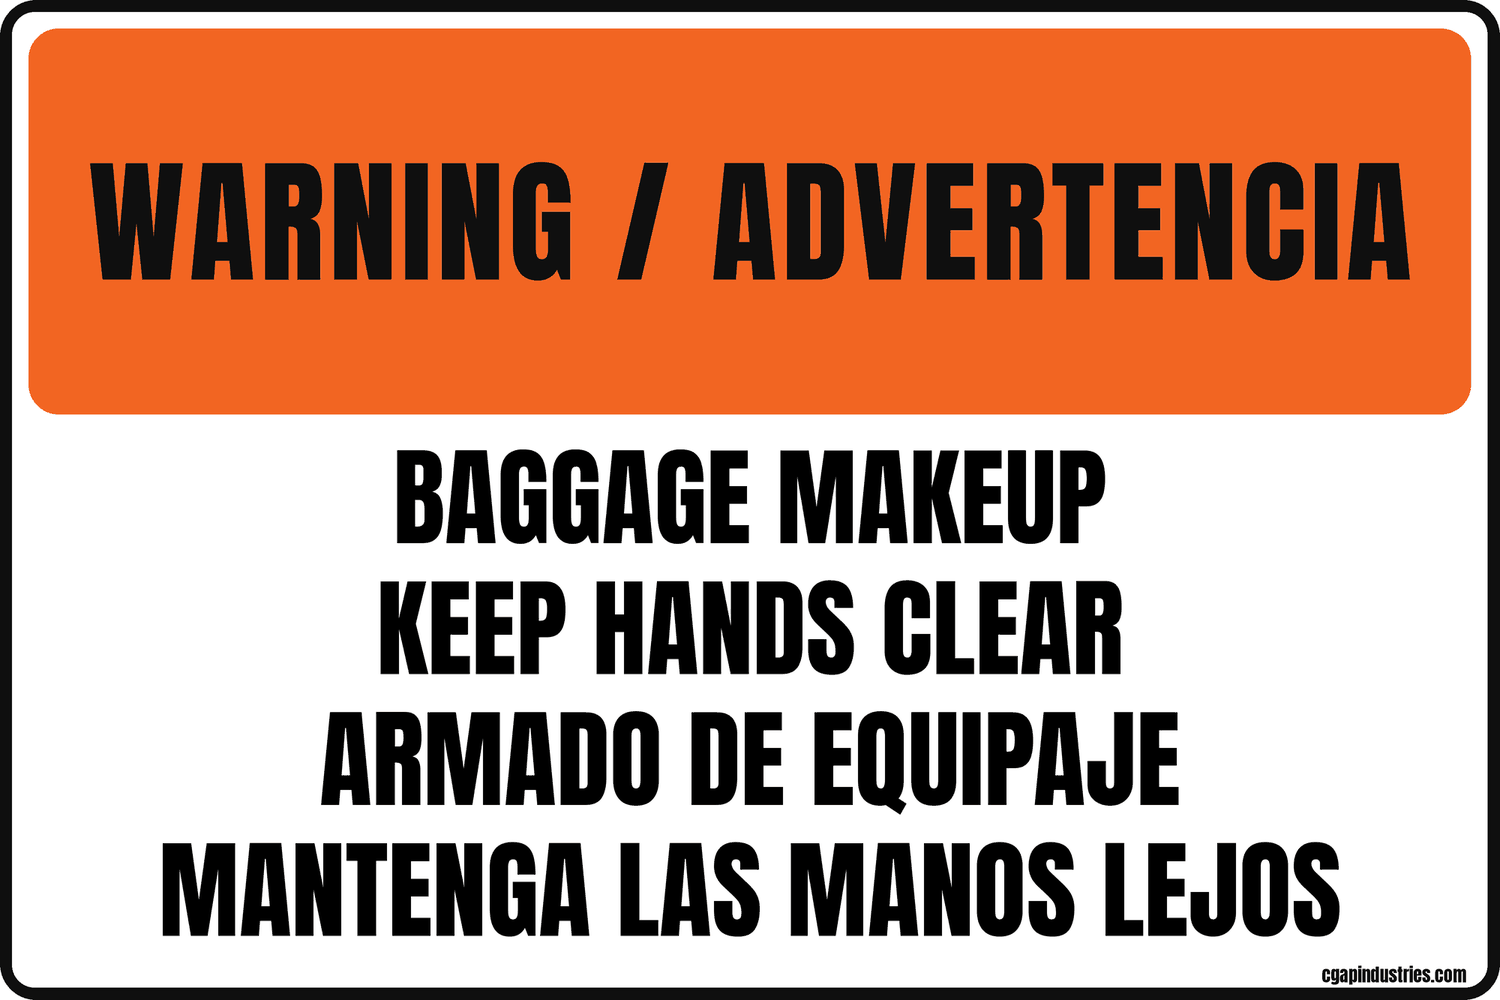 WARNING / ADVERTENCIA
BAGGAGE MAKEUP
KEEP HANDS CLEAR
ARMADO DE EQUIPAJE
MANTENGA LAS MANOS LEJOS
cgapindustries.com